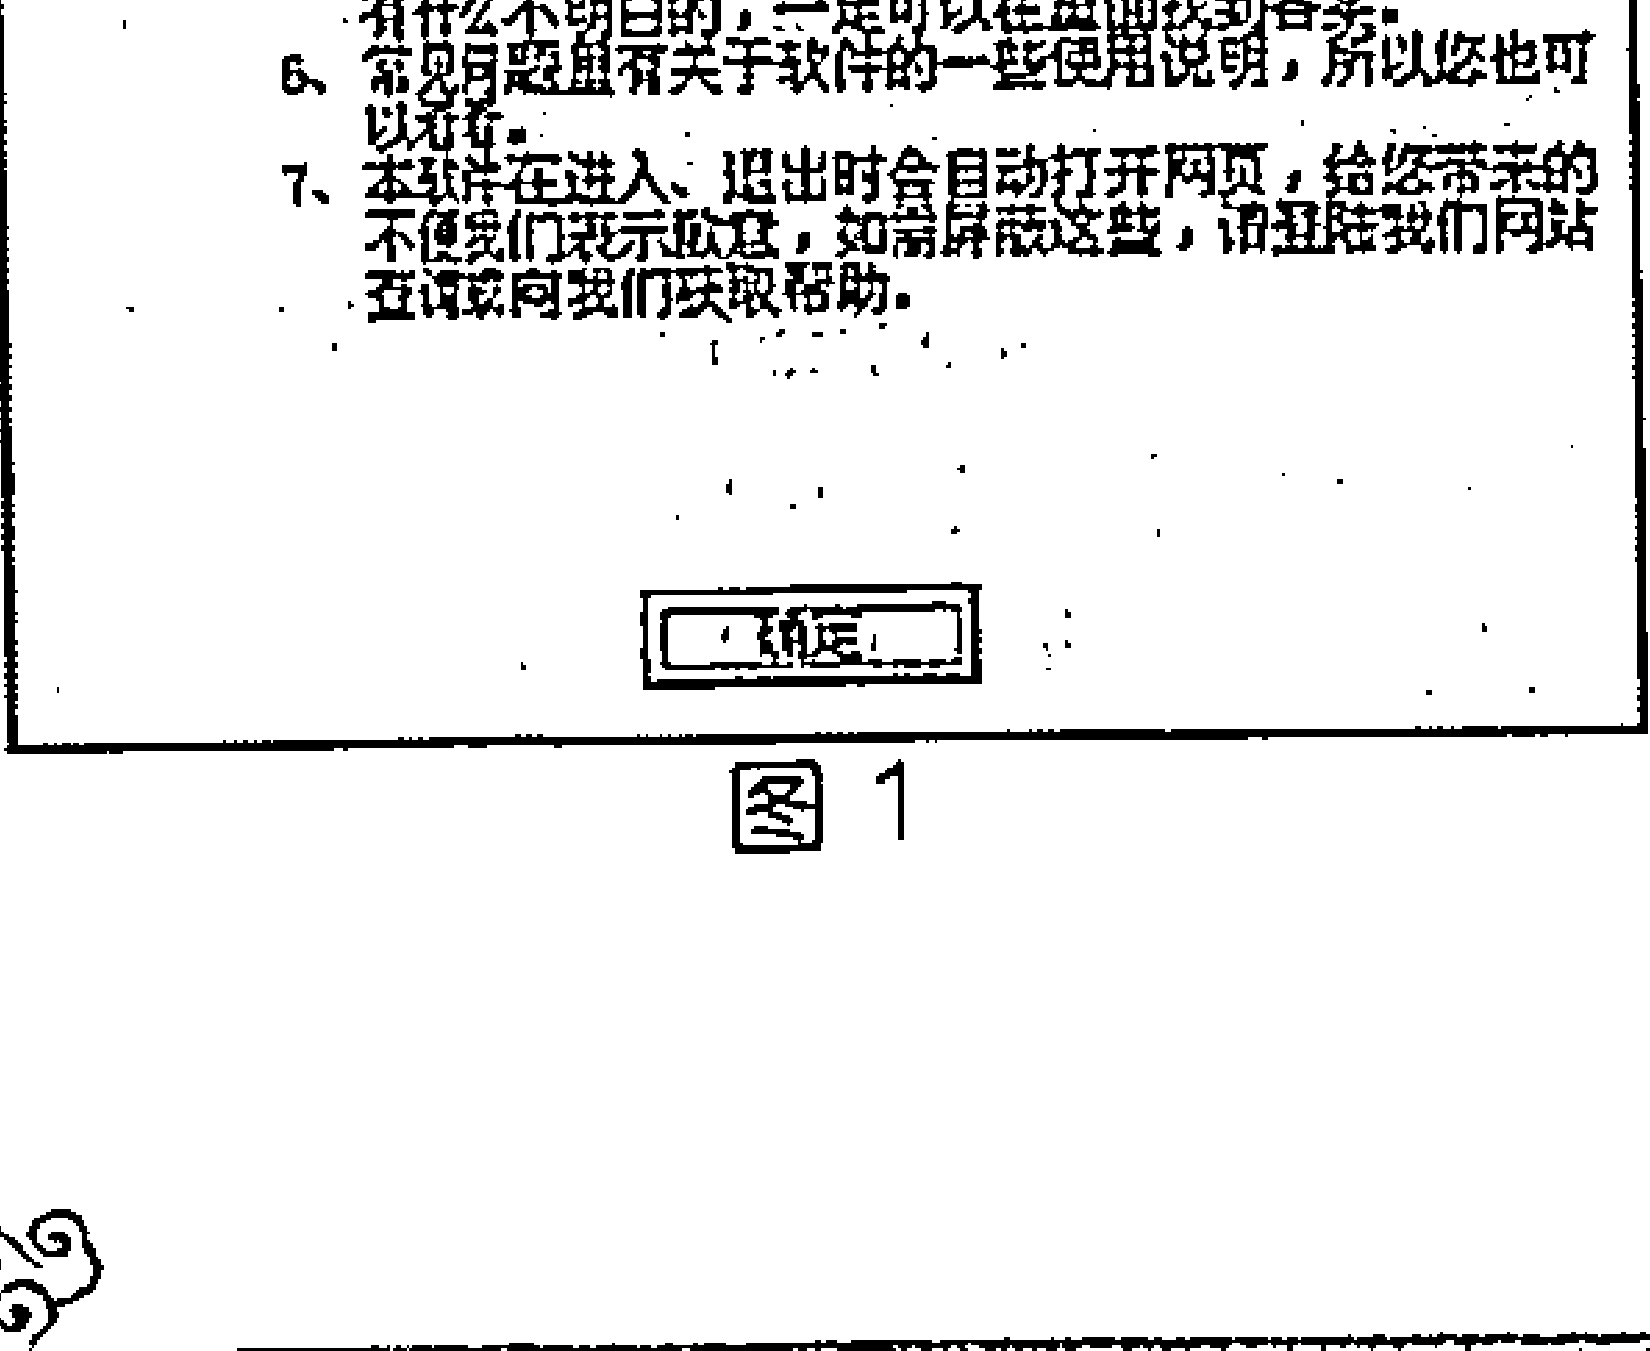 有什么不明白的，一定可以在里面找到答案。
6、常见问题里有关于软件的一些使用说明，所以您也可
以看看。
7、本软件在进入、退出时会自动打开网页，给您带来的
不便我们表示歉意，如需屏蔽这些，请登陆我们网站
查询或向我们获取帮助。
确定
图 1